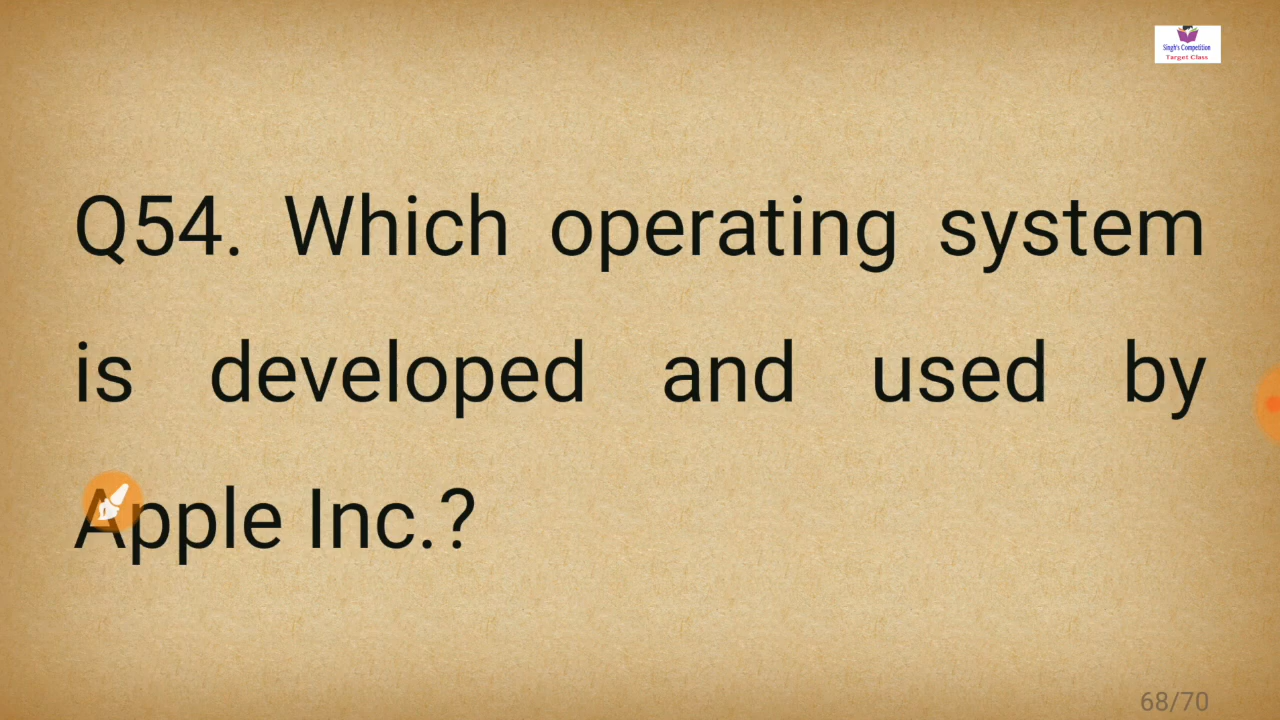 Singh's Competition
Target Class
Q54. Which operating system
is developed and used by
Apple Inc.?
68/70